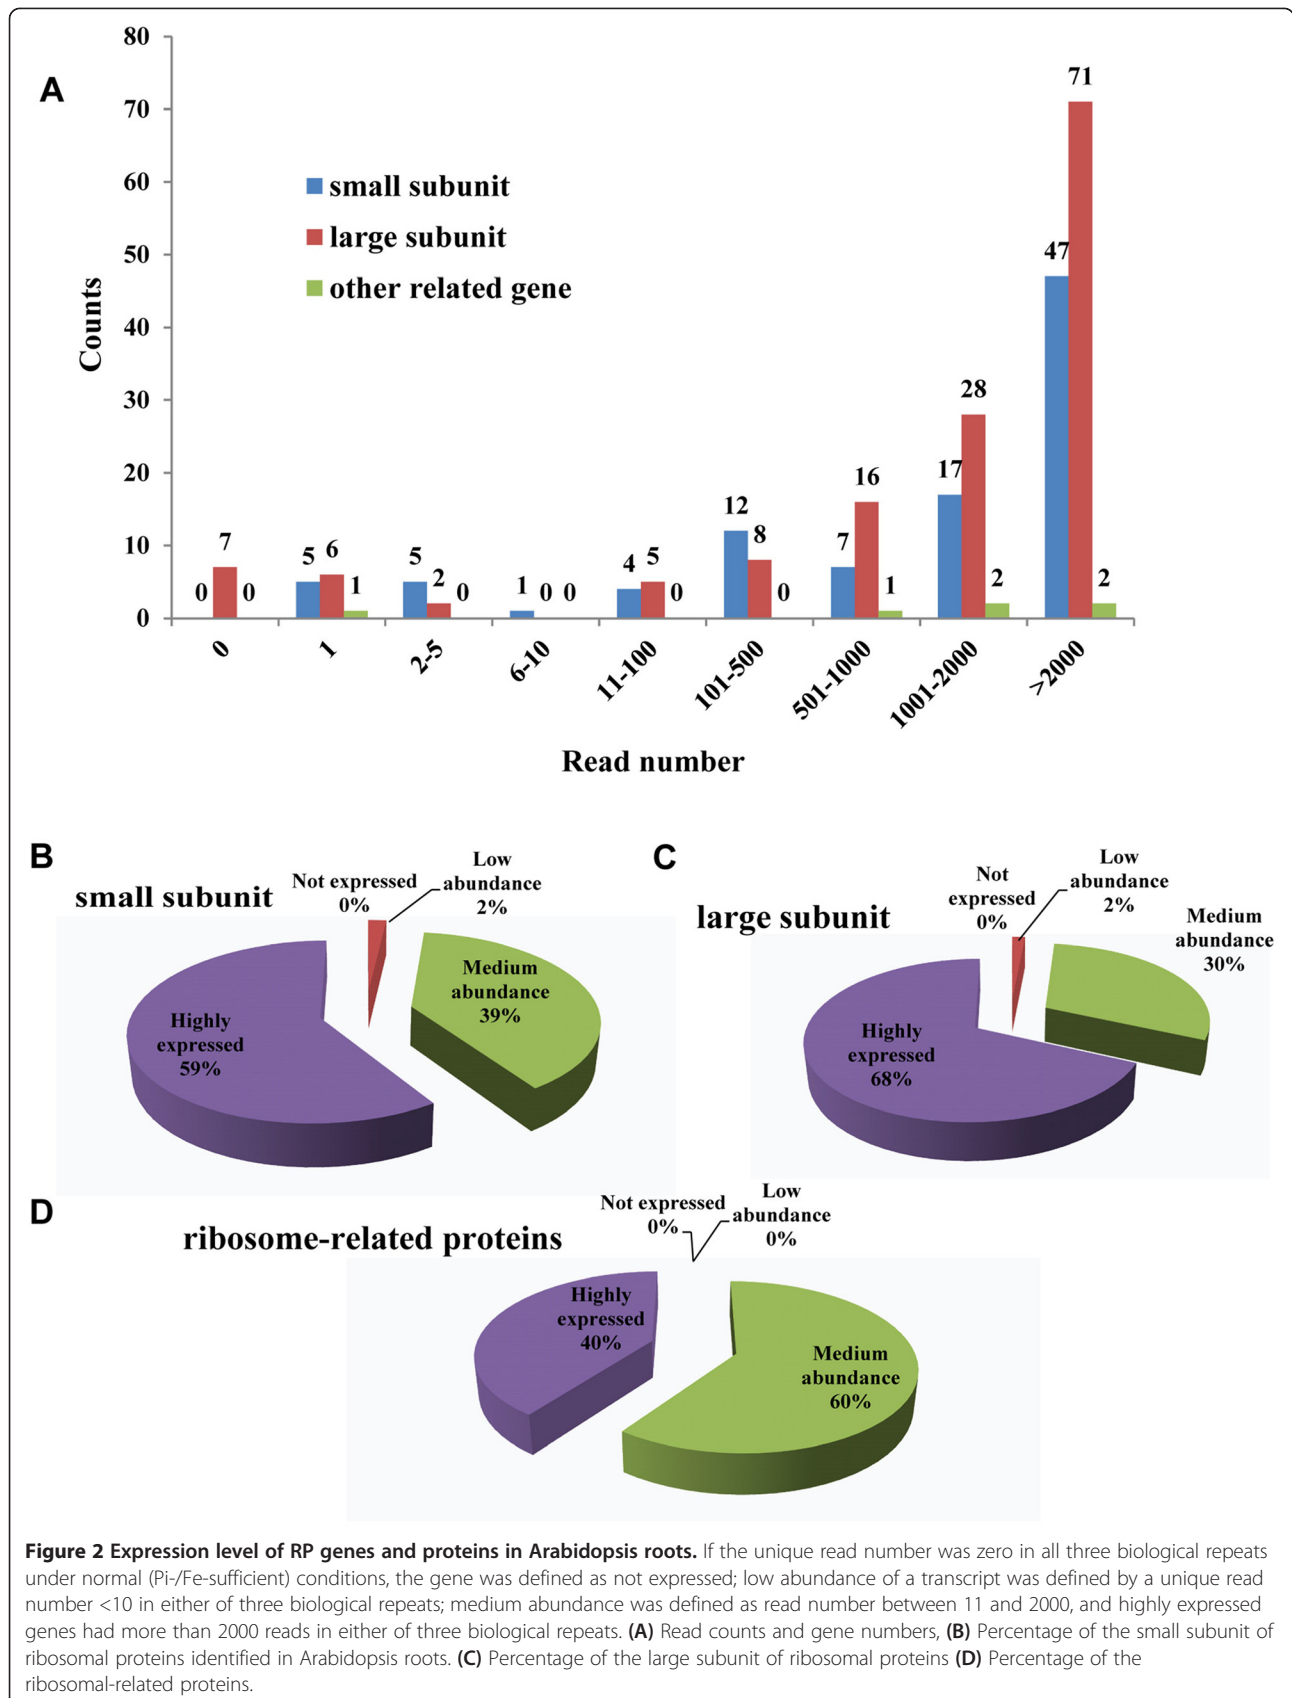 A
80
70
60
50
40
30
20
10
0
Counts
small subunit
large subunit
other related gene
0 7 0
5 6 1
5 2 0
1 0 0
4 5 0
12 8 0
7 16 1
17 28 2
47 71 2
0 1 2-5 6-10 11-100 101-500 501-1000 1001-2000 >2000
Read number
B
small subunit
Not expressed
0%
Low
abundance
2%
Medium
abundance
39%
Highly
expressed
59%
C
large subunit
Not
expressed
0%
Low
abundance
2%
Medium
abundance
30%
Highly
expressed
68%
D
ribosome-related proteins
Not expressed
0%
Low
abundance
0%
Highly
expressed
40%
Medium
abundance
60%
Figure 2 Expression level of RP genes and proteins in Arabidopsis roots. If the unique read number was zero in all three biological repeats
under normal (Pi-/Fe-sufficient) conditions, the gene was defined as not expressed; low abundance of a transcript was defined by a unique read
number <10 in either of three biological repeats; medium abundance was defined as read number between 11 and 2000, and highly expressed
genes had more than 2000 reads in either of three biological repeats. (A) Read counts and gene numbers, (B) Percentage of the small subunit of
ribosomal proteins identified in Arabidopsis roots. (C) Percentage of the large subunit of ribosomal proteins (D) Percentage of the
ribosomal-related proteins.